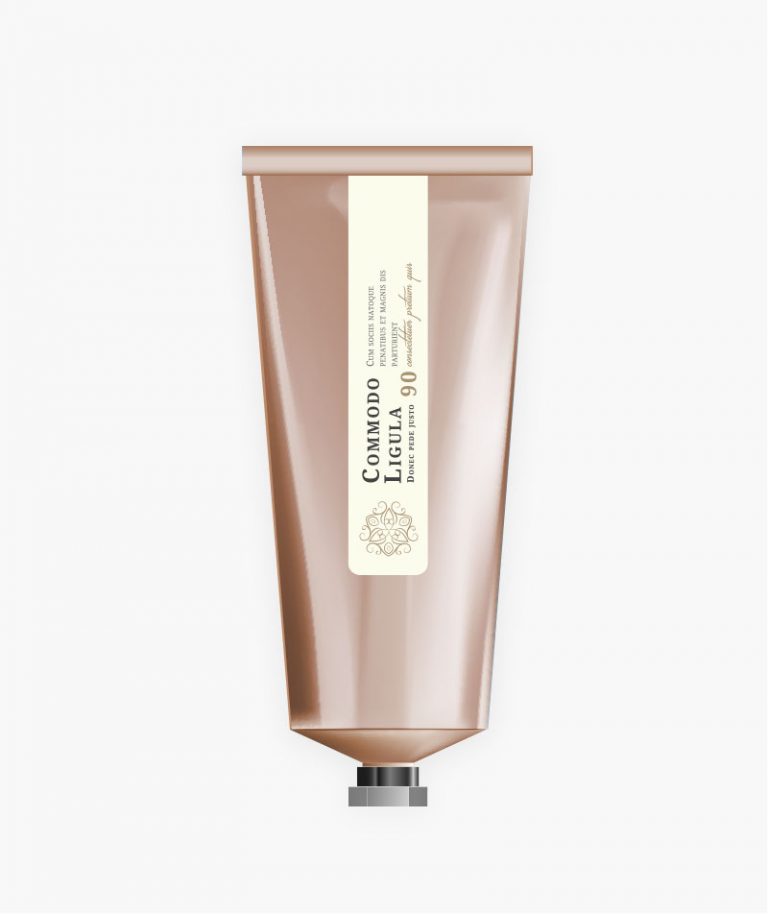 Commodo
Ligula
Donec pede justo
Cum sociis natoque
penatibus et magnis dis
parturient
90
consectetuer pretium quis